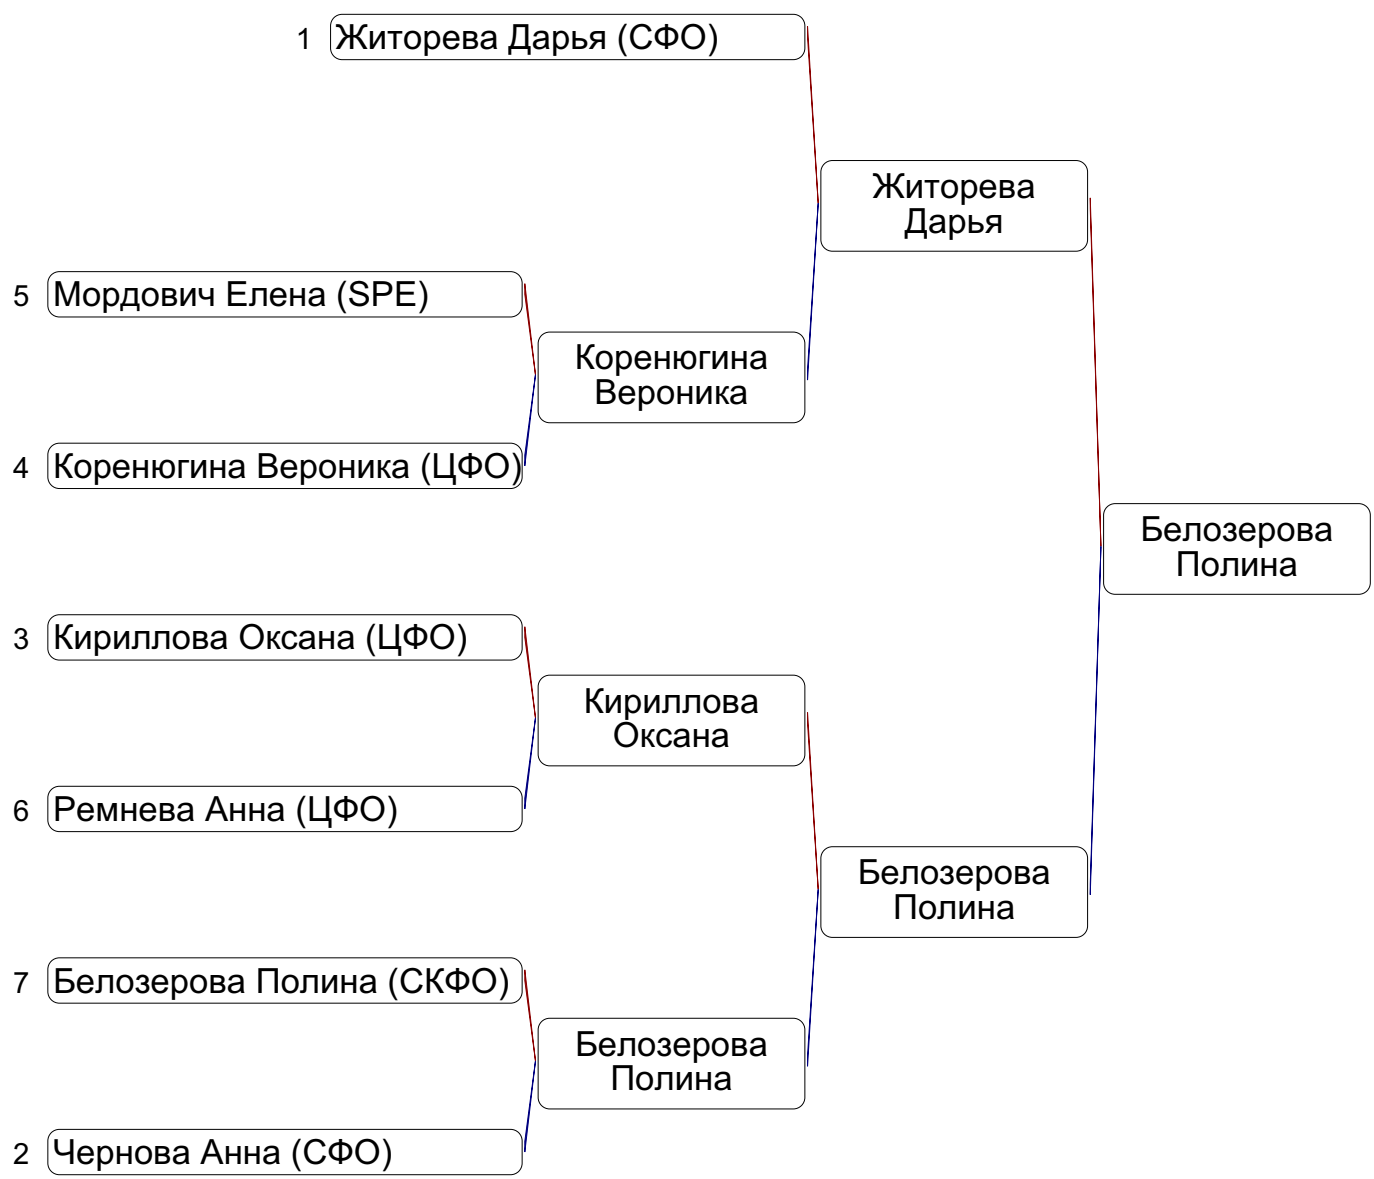 1 Житорева Дарья (СФО)
Житорева
Дарья
5 Мордович Елена (SPE)
Коренюгина
Вероника
4 Коренюгина Вероника (ЦФО)
Белозерова
Полина
3 Кириллова Оксана (ЦФО)
Кириллова
Оксана
6 Ремнева Анна (ЦФО)
Белозерова
Полина
7 Белозерова Полина (СКФО)
Белозерова
Полина
2 Чернова Анна (СФО)